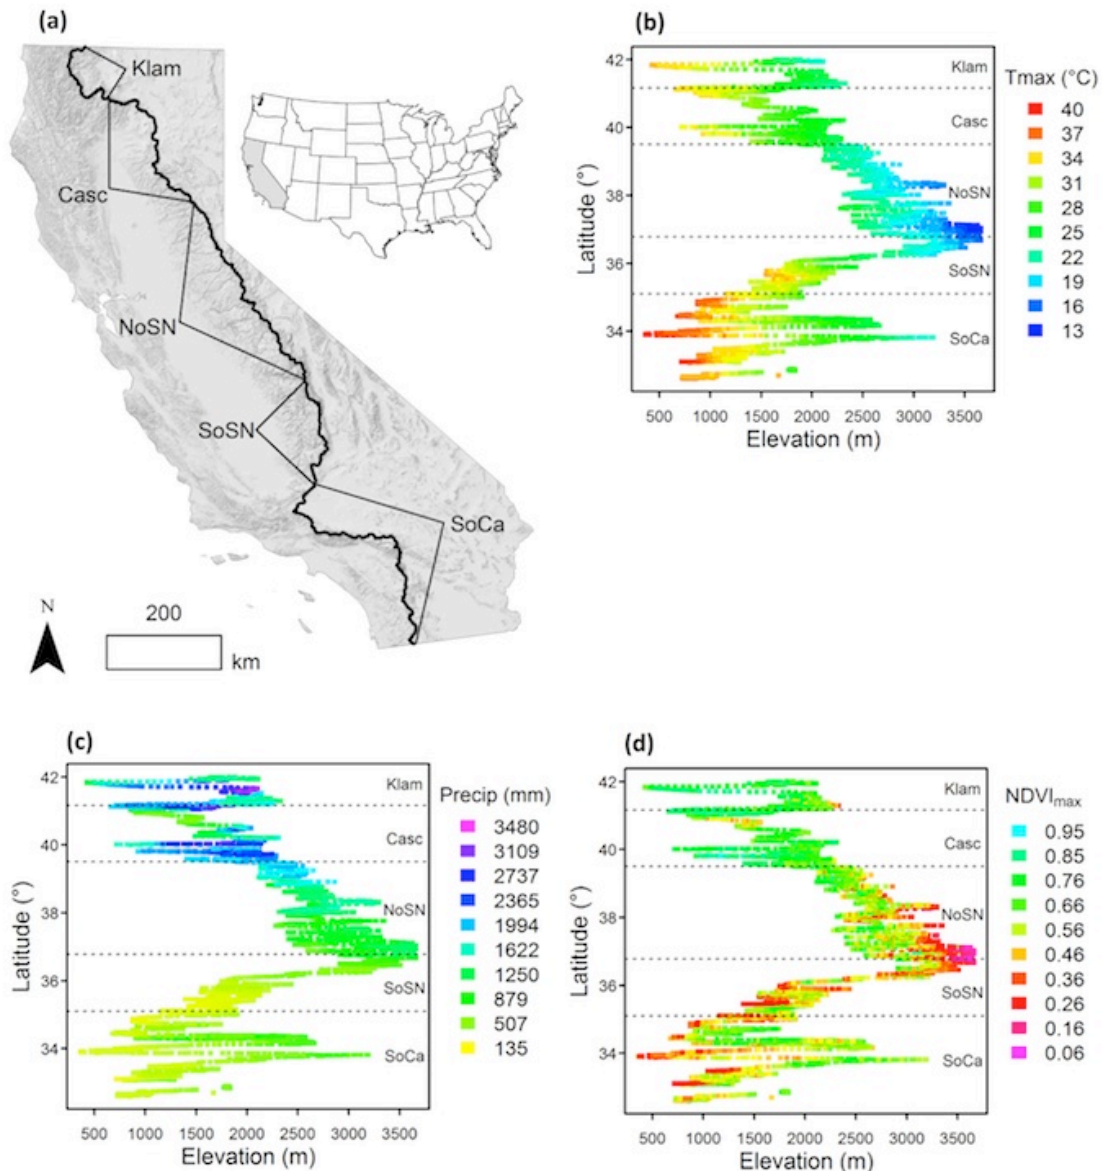 (a)
Klam
Casc
NoSN
SoSN
SoCa
N
200
km
(b)
Latitude (°)
42
40
38
36
34
Klam
Casc
NoSN
SoSN
SoCa
500 1000 1500 2000 2500 3000 3500
Elevation (m)
Tmax (°C)
40
37
34
31
28
25
22
19
16
13
(c)
Latitude (°)
42
40
38
36
34
Klam
Casc
NoSN
SoSN
SoCa
500 1000 1500 2000 2500 3000 3500
Elevation (m)
Precip (mm)
3480
3109
2737
2365
1994
1622
1250
879
507
135
(d)
Latitude (°)
42
40
38
36
34
Klam
Casc
NoSN
SoSN
SoCa
500 1000 1500 2000 2500 3000 3500
Elevation (m)
NDVImax
0.95
0.85
0.76
0.66
0.56
0.46
0.36
0.26
0.16
0.06